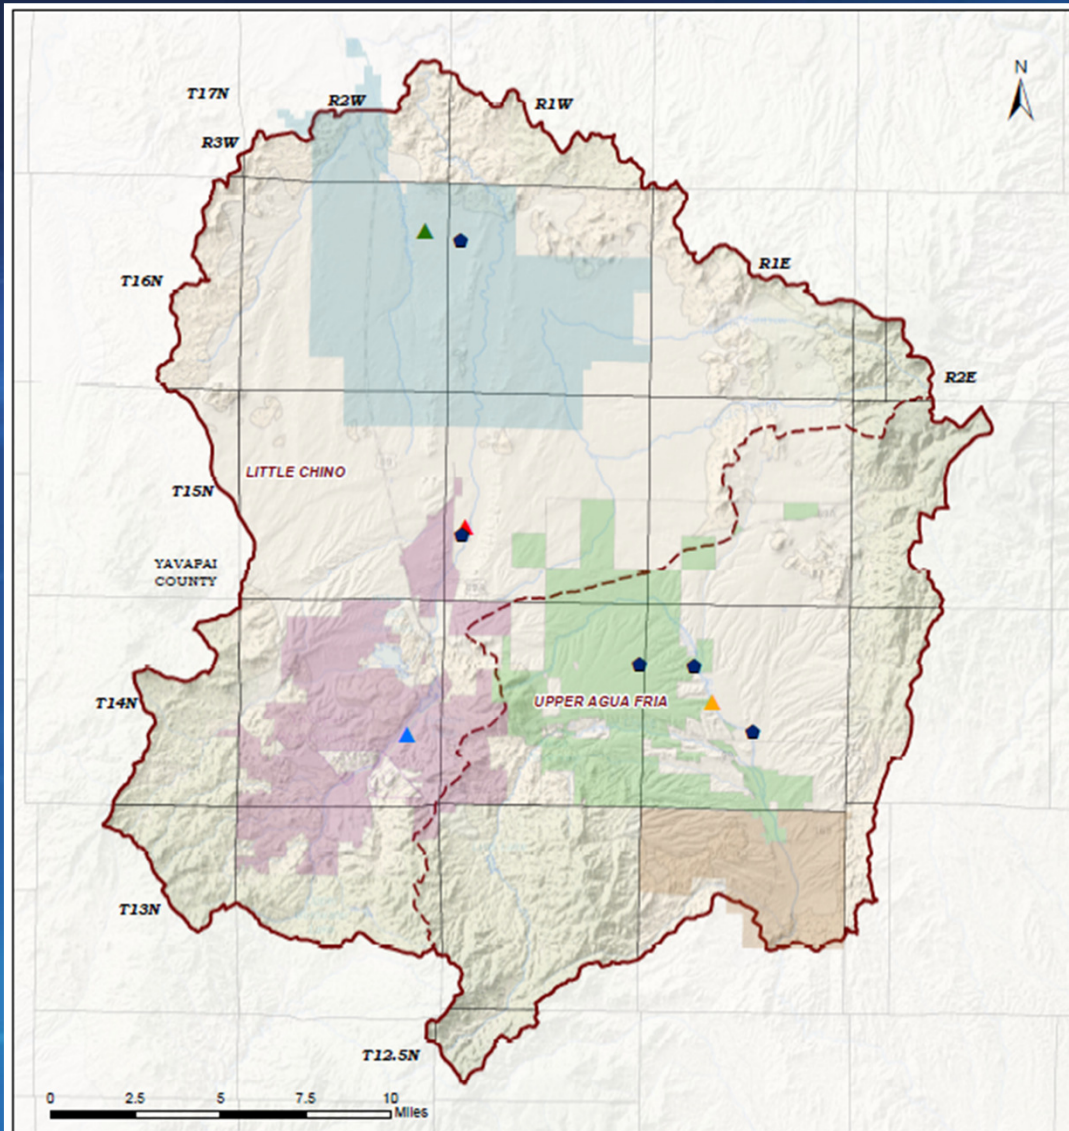 N
T17N
R2W
R1W
R3W
R1E
T16N
R2E
LITTLE CHINO
T15N
YAVAPAI
COUNTY
T14N
UPPER AGUA FRIA
T13N
T12.5N
0 2.5 5 7.5 10
Miles